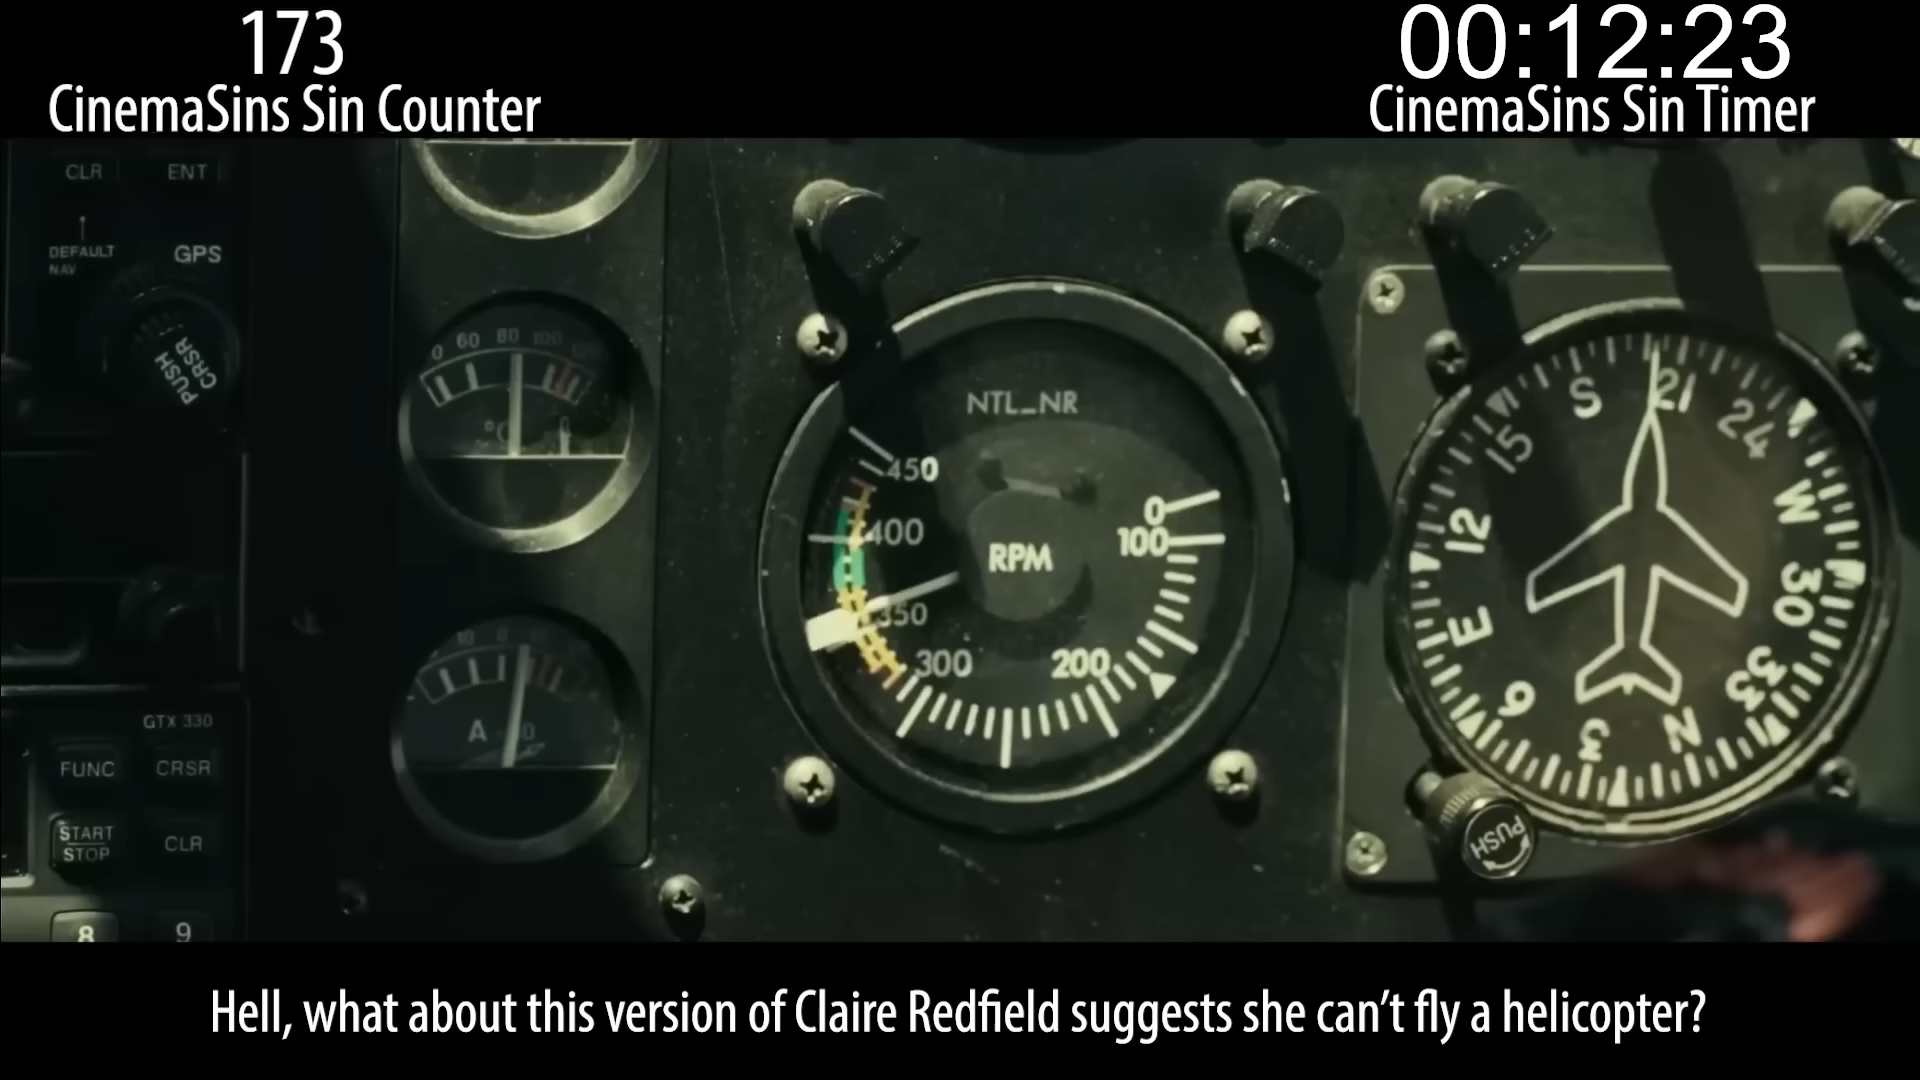 173
CinemaSins Sin Counter
00:12:23
CinemaSins Sin Timer
CLR ENT
DEFAULT
NAV
GPS
PUSH
CRSR
0 60 80 100
°C
10 0
A
GTX 330
FUNC CRSR
START
STOP
CLR
8 9
NTL_NR
450
400
350
300
200
100
0
RPM
S 21 24 W 30 33 N 3 6 E 12 15
PUSH
Hell, what about this version of Claire Redfield suggests she can't fly a helicopter?